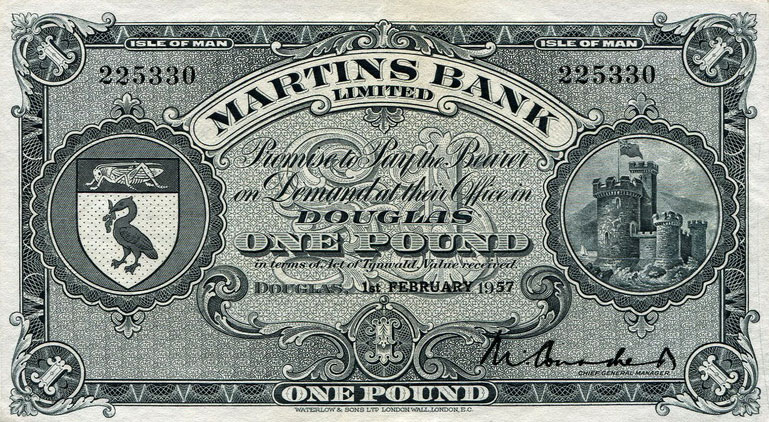 ISLE OF MAN ISLE OF MAN
225330 225330
MARTINS BANK
LIMITED
£1
Promise to Pay the Bearer
on Demand at their Office in
DOUGLAS
ONE POUND
in terms of Act of Tynwald, Value received.
DOUGLAS, 1st FEBRUARY 1957
CHIEF GENERAL MANAGER
ONE POUND
WATERLOW & SONS LTD LONDON WALL, LONDON, E.C.